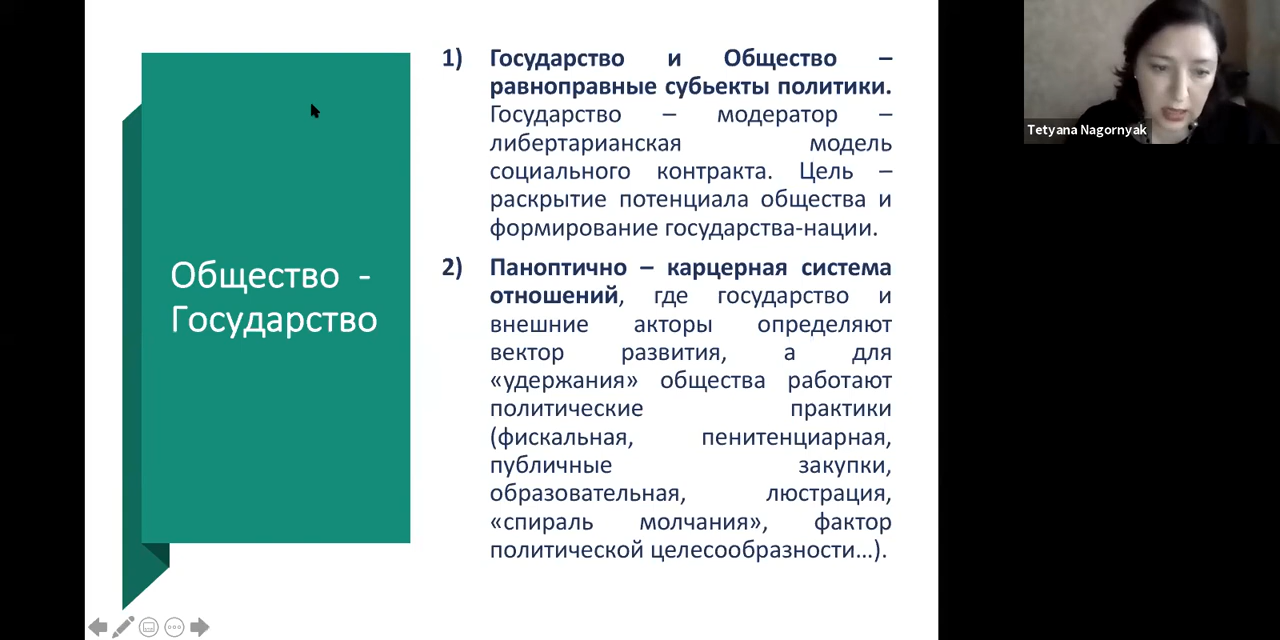 Общество -
Государство
1) Государство и Общество –
равноправные субъекты политики.
Государство – модератор –
либертарианская модель
социального контракта. Цель –
раскрытие потенциала общества и
формирование государства-нации.
2) Паноптично – карцерная система
отношений, где государство и
внешние акторы определяют
вектор развития, а для
«удержания» общества работают
политические практики
(фискальная, пенитенциарная,
публичные закупки,
образовательная, люстрация,
«спираль молчания», фактор
политической целесообразности...).
Tetyana Nagornyak